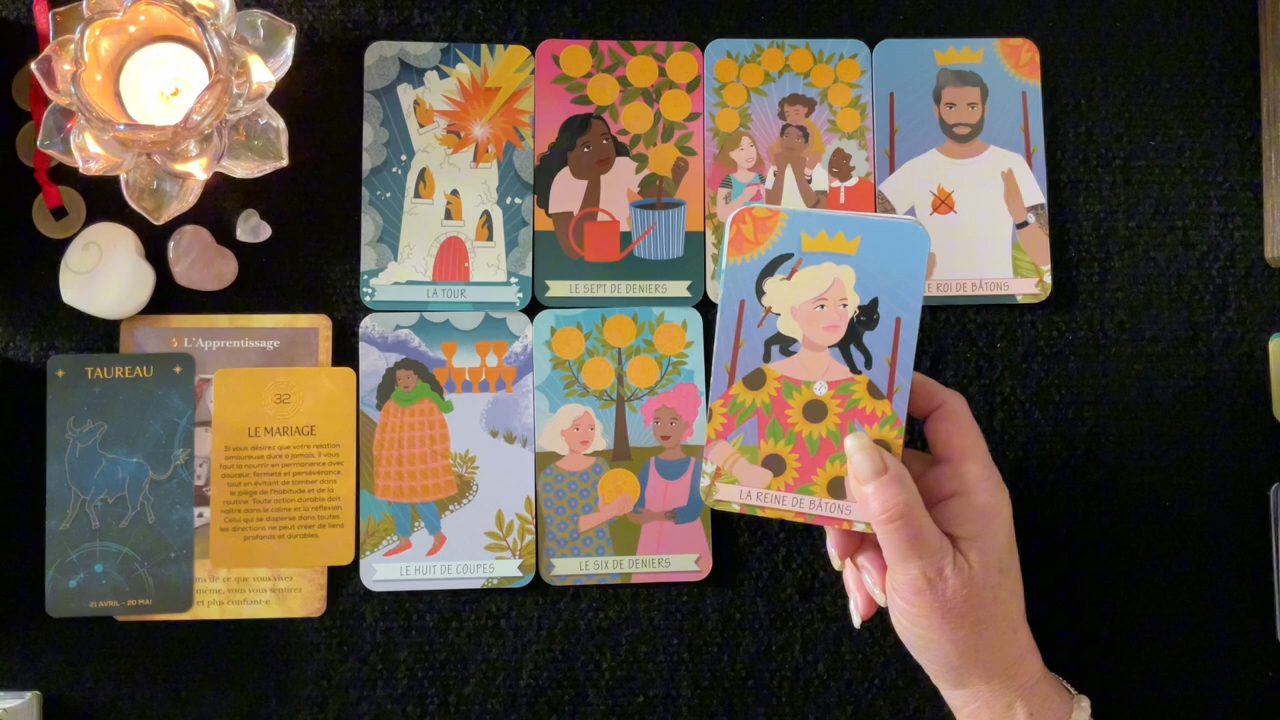 LA TOUR
LE SEPT DE DENIERS
LE ROI DE BÂTONS
LE HUIT DE COUPES
LE SIX DE DENIERS
LA REINE DE BÂTONS
L'Apprentissage
TAUREAU
21 AVRIL - 20 MAI
32
LE MARIAGE
Si vous désirez que votre relation
amoureuse dure à jamais, il vous
faut la nourrir en permanence avec
douceur, fermeté et persévérance,
tout en évitant de tomber dans
le piège de l'habitude et de la
routine. Toute action durable doit
naître dans le calme et la réflexion.
Celui qui se disperse dans toutes
les directions ne peut créer de liens
profonds et durables.
de ce que vous vivez
même, vous vous sentirez
et plus confiant·e.